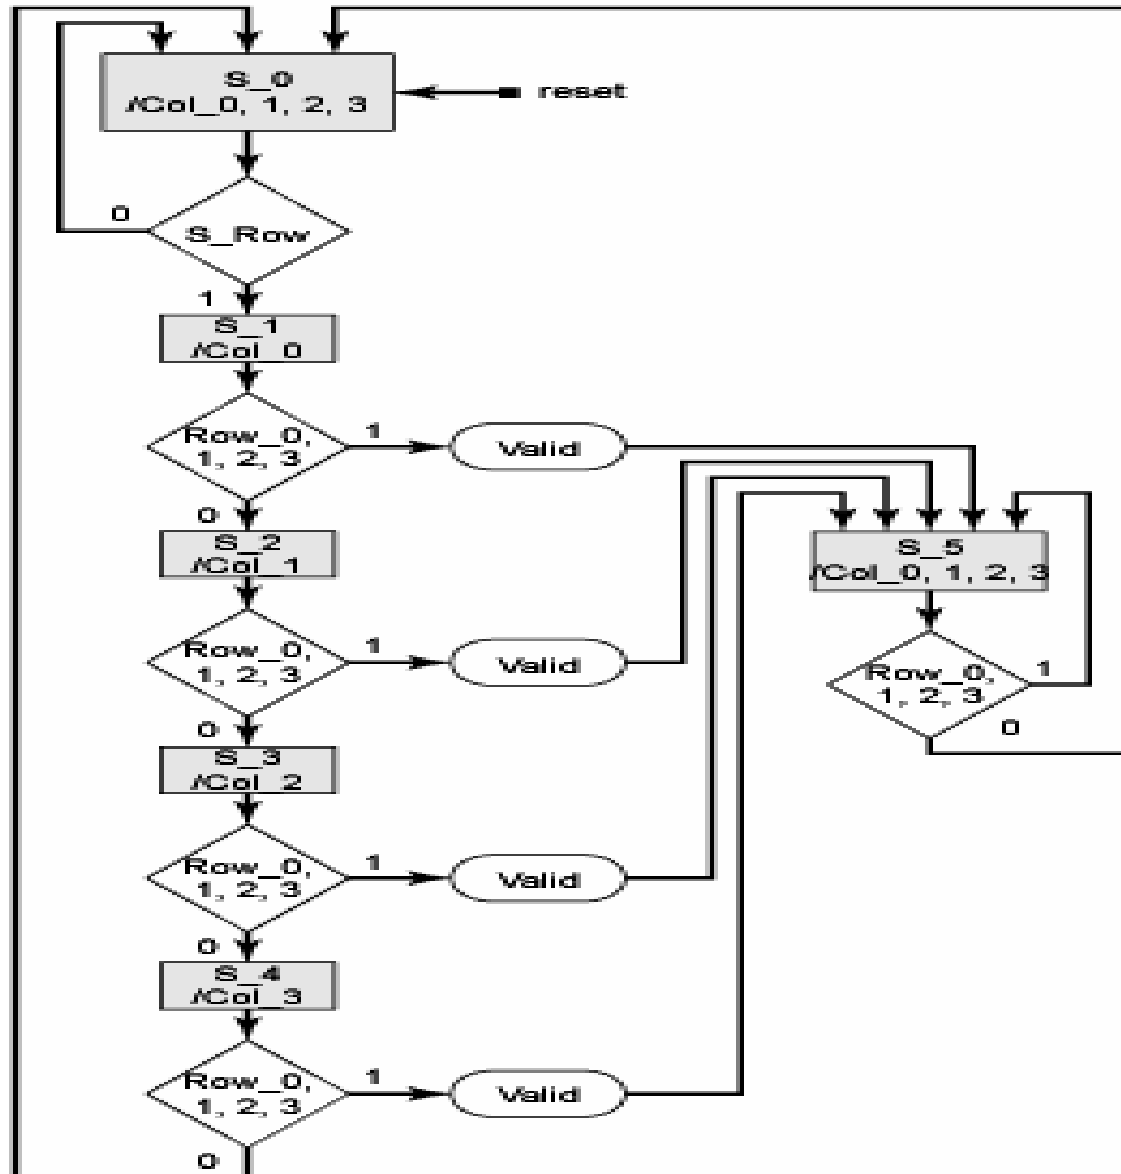 S_0
/Col_0, 1, 2, 3
reset
0
S_Row
1
S_1
/Col_0
Row_0,
1, 2, 3
1
Valid
0
S_2
/Col_1
S_5
/Col_0, 1, 2, 3
Row_0,
1, 2, 3
1
Valid
Row_0,
1, 2, 3
1
0
0
S_3
/Col_2
Row_0,
1, 2, 3
1
Valid
0
S_4
/Col_3
Row_0,
1, 2, 3
1
Valid
0